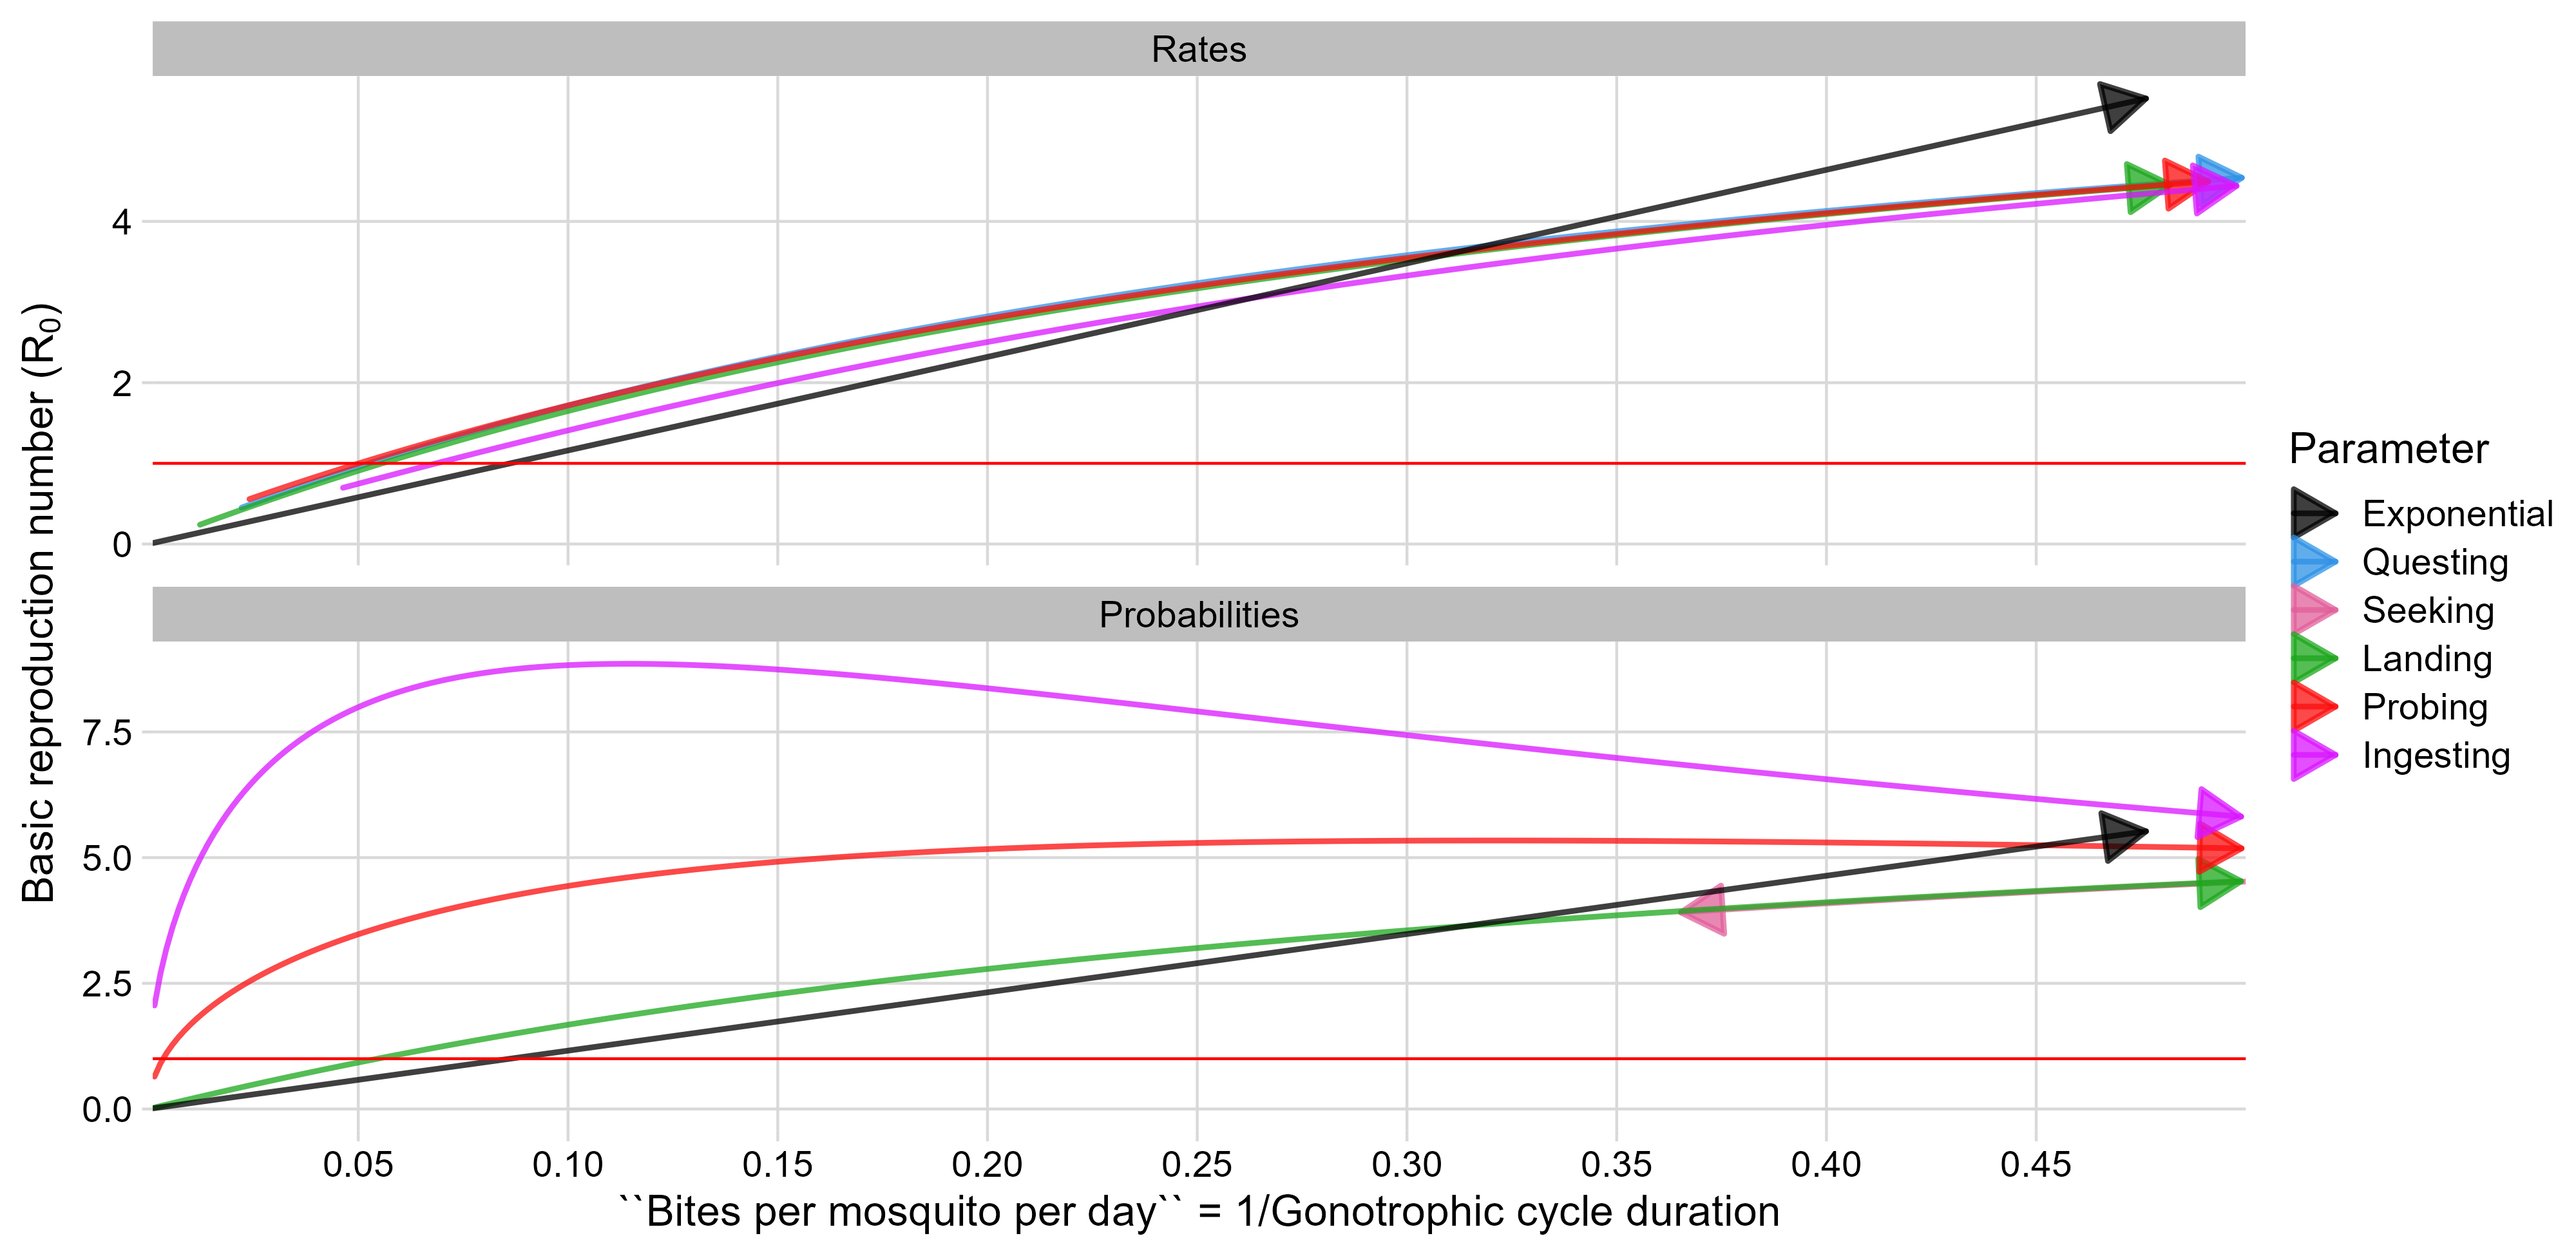 Rates
Basic reproduction number (R₀)
4
2
0
Probabilities
7.5
5.0
2.5
0.0
0.05 0.10 0.15 0.20 0.25 0.30 0.35 0.40 0.45
``Bites per mosquito per day`` = 1/Gonotrophic cycle duration
Parameter
Exponential
Questing
Seeking
Landing
Probing
Ingesting